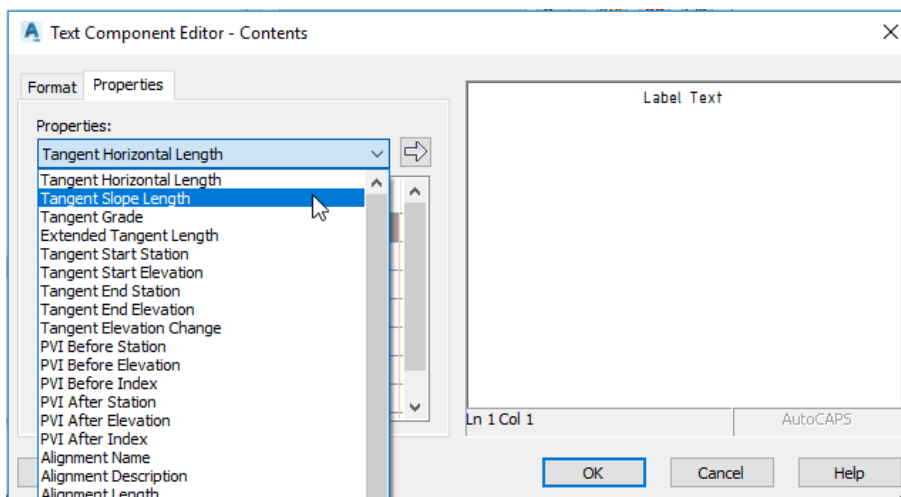 Text Component Editor - Contents
Format
Properties
Label Text
Properties:
Tangent Horizontal Length
Tangent Horizontal Length
Tangent Slope Length
Tangent Grade
Extended Tangent Length
Tangent Start Station
Tangent Start Elevation
Tangent End Station
Tangent End Elevation
Tangent Elevation Change
PVI Before Station
PVI Before Elevation
PVI Before Index
PVI After Station
PVI After Elevation
PVI After Index
Alignment Name
Alignment Description
Alignment Length
Ln 1 Col 1
AutoCAPS
OK
Cancel
Help